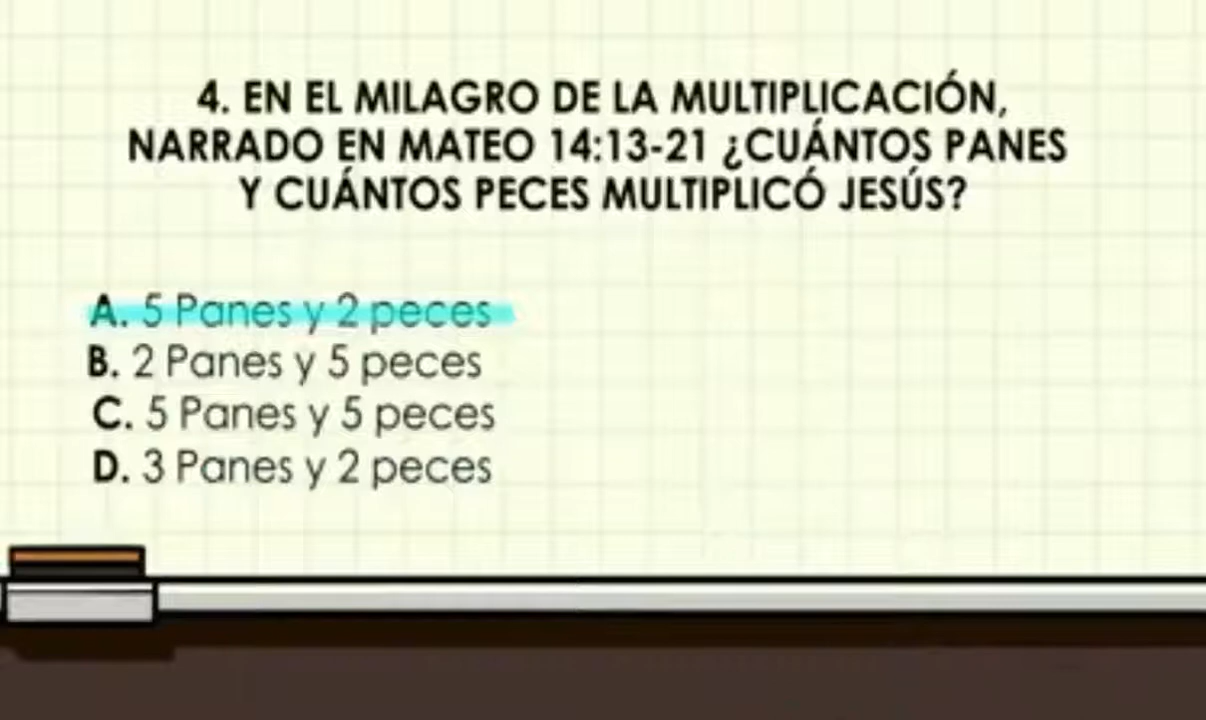 4. EN EL MILAGRO DE LA MULTIPLICACIÓN,
NARRADO EN MATEO 14:13-21 ¿CUÁNTOS PANES
Y CUÁNTOS PECES MULTIPLICÓ JESÚS?
A. 5 Panes y 2 peces
B. 2 Panes y 5 peces
C. 5 Panes y 5 peces
D. 3 Panes y 2 peces